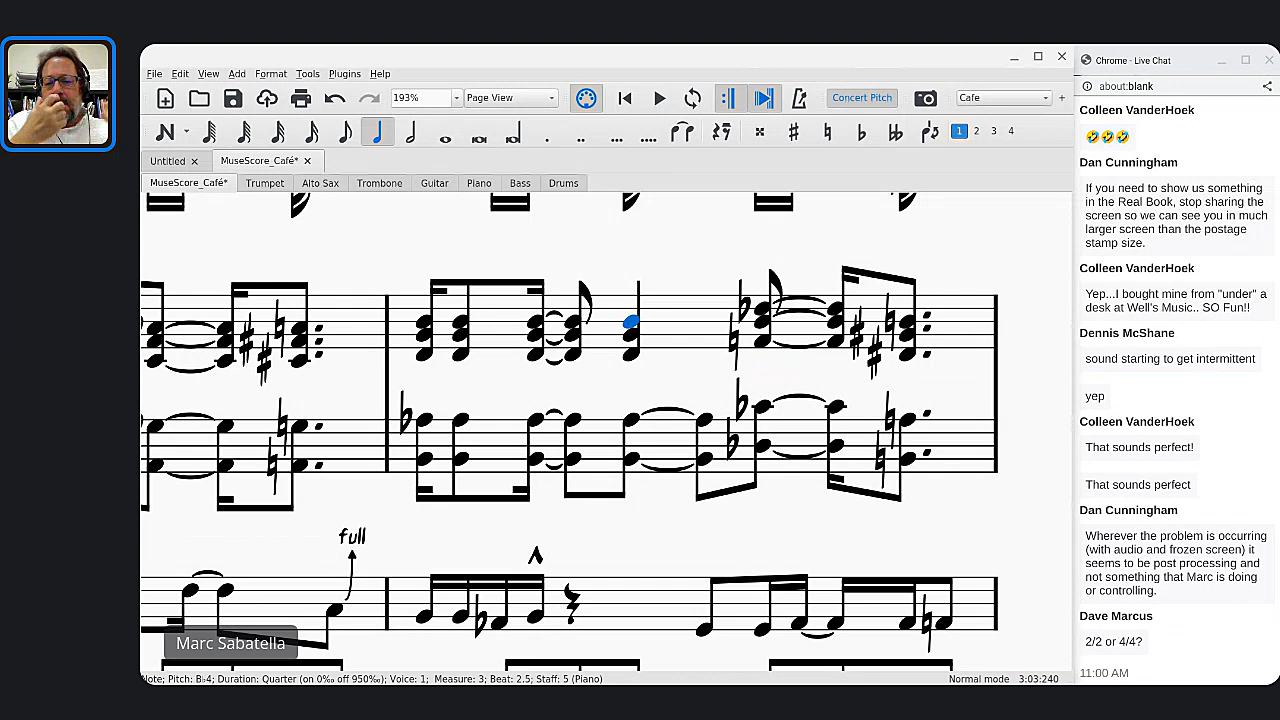 Chrome - Live Chat
File Edit View Add Format Tools Plugins Help
about:blank
193%
Page View
Concert Pitch
Cafe
1 2 3 4
Untitled
MuseScore_Café*
MuseScore_Café* Trumpet Alto Sax Trombone Guitar Piano Bass Drums
full
Marc Sabatella
Note; Pitch: B♭4; Duration: Quarter (on 0‰ off 950‰); Voice: 1; Measure: 3; Beat: 2.5; Staff: 5 (Piano)
Normal mode
3:03:240
Colleen VanderHoek
🤣🤣🤣
Dan Cunningham
If you need to show us something
in the Real Book, stop sharing the
screen so we can see you in much
larger screen than the postage
stamp size.
Colleen VanderHoek
Yep...I bought mine from "under" a
desk at Well's Music.. SO Fun!!
Dennis McShane
sound starting to get intermittent
yep
Colleen VanderHoek
That sounds perfect!
That sounds perfect
Dan Cunningham
Wherever the problem is occurring
(with audio and frozen screen) it
seems to be post processing and
not something that Marc is doing
or controlling.
Dave Marcus
2/2 or 4/4?
11:00 AM